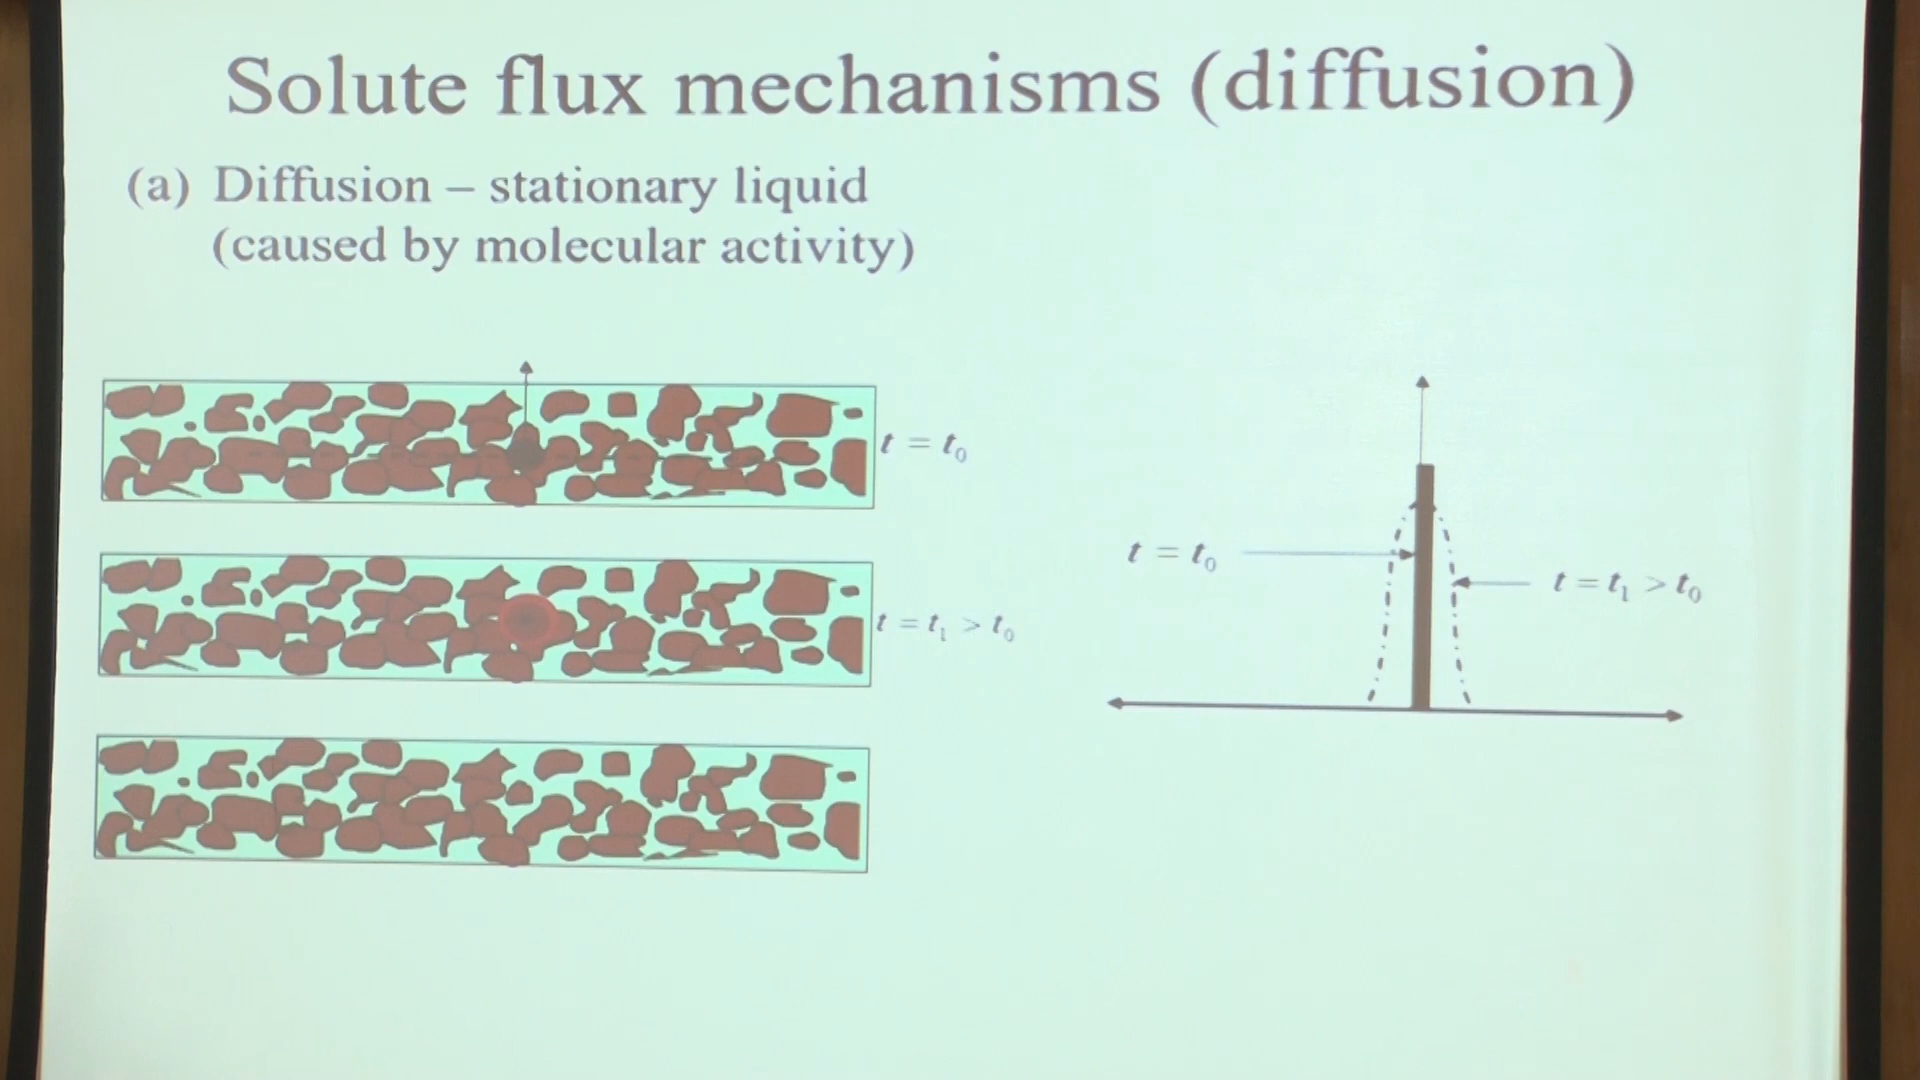 Solute flux mechanisms (diffusion)
(a) Diffusion – stationary liquid
(caused by molecular activity)
t = t₀
t = t₁ > t₀
t = t₀
t = t₁ > t₀